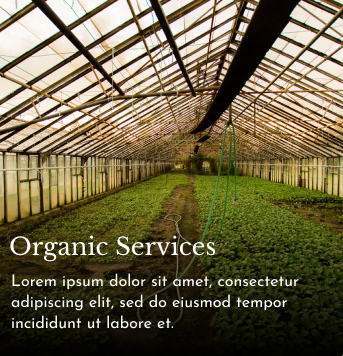 Organic Services
Lorem ipsum dolor sit amet, consectetur
adipiscing elit, sed do eiusmod tempor
incididunt ut labore et.